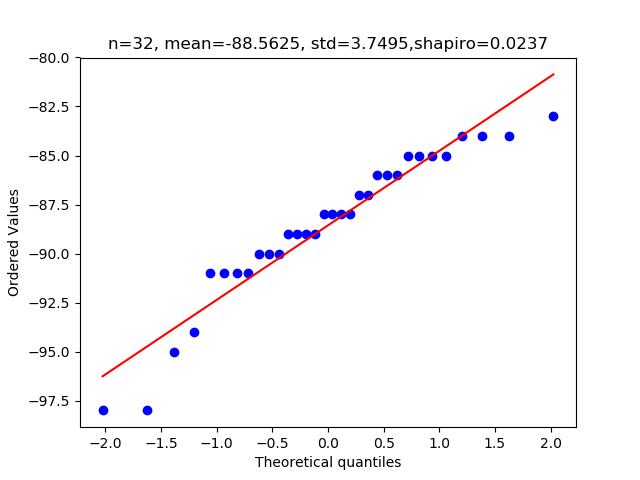 n=32, mean=-88.5625, std=3.7495,shapiro=0.0237
−80.0
−82.5
−85.0
−87.5
−90.0
−92.5
−95.0
−97.5
Ordered Values
−2.0 −1.5 −1.0 −0.5 0.0 0.5 1.0 1.5 2.0
Theoretical quantiles